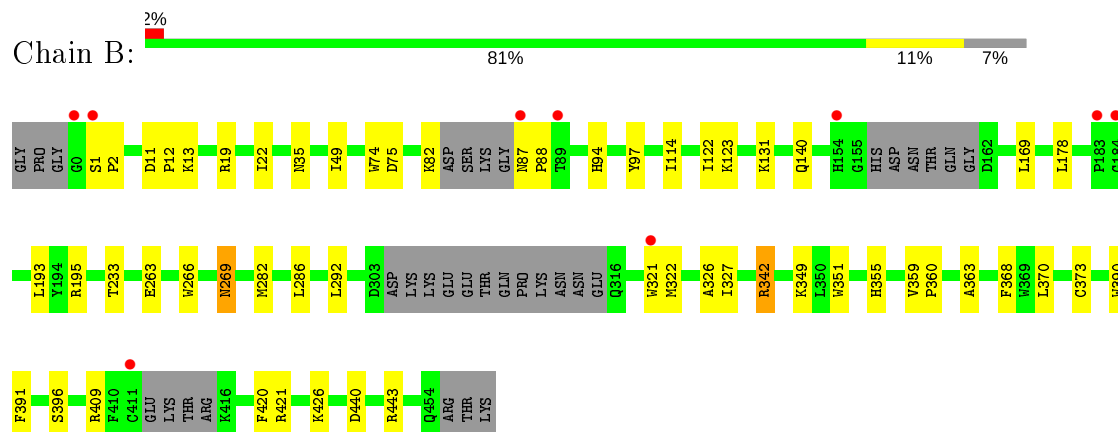 2%
Chain B:
81%
11%
7%
GLY PRO GLY G0 S1 P2 D11 P12 K13 R19 I22 N35 I49 W74 D75 K82 ASP SER LYS GLY N87 P88 T89 H94 Y97 I114 I122 K123 K131 Q140 H154 G155 HIS ASP ASN THR GLN GLY D162 L169 L178 P183 C184
L193 Y194 R195 T233 E263 W266 N269 M282 L286 L292 D303 ASP LYS LYS GLU GLU THR GLN PRO LYS ASN ASN GLU Q316 W321 M322 A326 I327 R342 K349 L350 W351 H355 V359 P360 A363 F368 W369 L370 C373 W390
F391 S396 R409 F410 C411 GLU LYS THR ARG K416 F420 R421 K426 D440 R443 Q454 ARG THR LYS